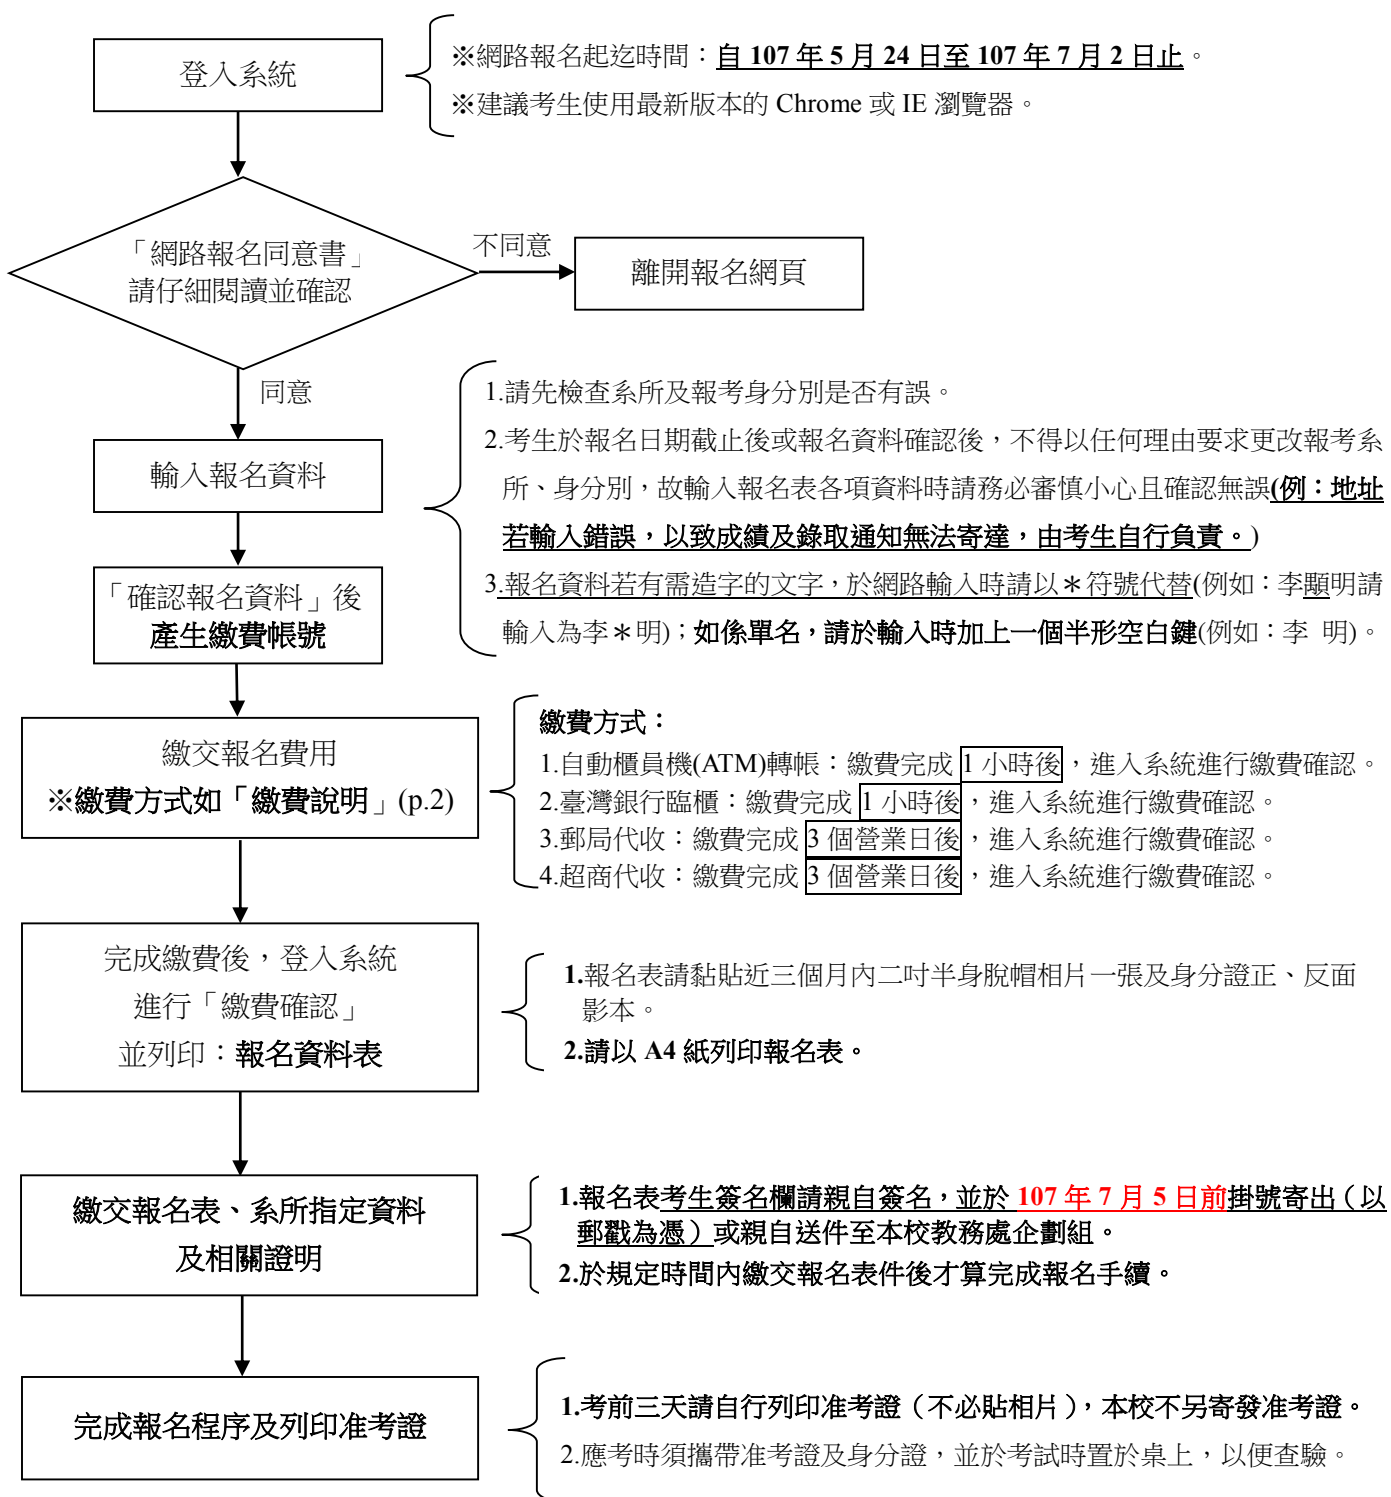 登入系統
※網路報名起迄時間：自 107 年 5 月 24 日至 107 年 7 月 2 日止。
※建議考生使用最新版本的 Chrome 或 IE 瀏覽器。
「網路報名同意書」
請仔細閱讀並確認
不同意
離開報名網頁
同意
輸入報名資料
1.請先檢查系所及報考身分別是否有誤。
2.考生於報名日期截止後或報名資料確認後，不得以任何理由要求更改報考系
所、身分別，故輸入報名表各項資料時請務必審慎小心且確認無誤(例：地址
若輸入錯誤，以致成績及錄取通知無法寄達，由考生自行負責。)
3.報名資料若有需造字的文字，於網路輸入時請以＊符號代替(例如：李顯明請
輸入為李＊明)；如係單名，請於輸入時加上一個半形空白鍵(例如：李 明)。
「確認報名資料」後
產生繳費帳號
繳交報名費用
※繳費方式如「繳費說明」(p.2)
繳費方式：
1.自動櫃員機(ATM)轉帳：繳費完成 1 小時後，進入系統進行繳費確認。
2.臺灣銀行臨櫃：繳費完成 1 小時後，進入系統進行繳費確認。
3.郵局代收：繳費完成 3 個營業日後，進入系統進行繳費確認。
4.超商代收：繳費完成 3 個營業日後，進入系統進行繳費確認。
完成繳費後，登入系統
進行「繳費確認」
並列印：報名資料表
1.報名表請黏貼近三個月內二吋半身脫帽相片一張及身分證正、反面
影本。
2.請以 A4 紙列印報名表。
繳交報名表、系所指定資料
及相關證明
1.報名表考生簽名欄請親自簽名，並於 107 年 7 月 5 日前掛號寄出（以
郵戳為憑）或親自送件至本校教務處企劃組。
2.於規定時間內繳交報名表件後才算完成報名手續。
完成報名程序及列印准考證
1.考前三天請自行列印准考證（不必貼相片），本校不另寄發准考證。
2.應考時須攜帶准考證及身分證，並於考試時置於桌上，以便查驗。